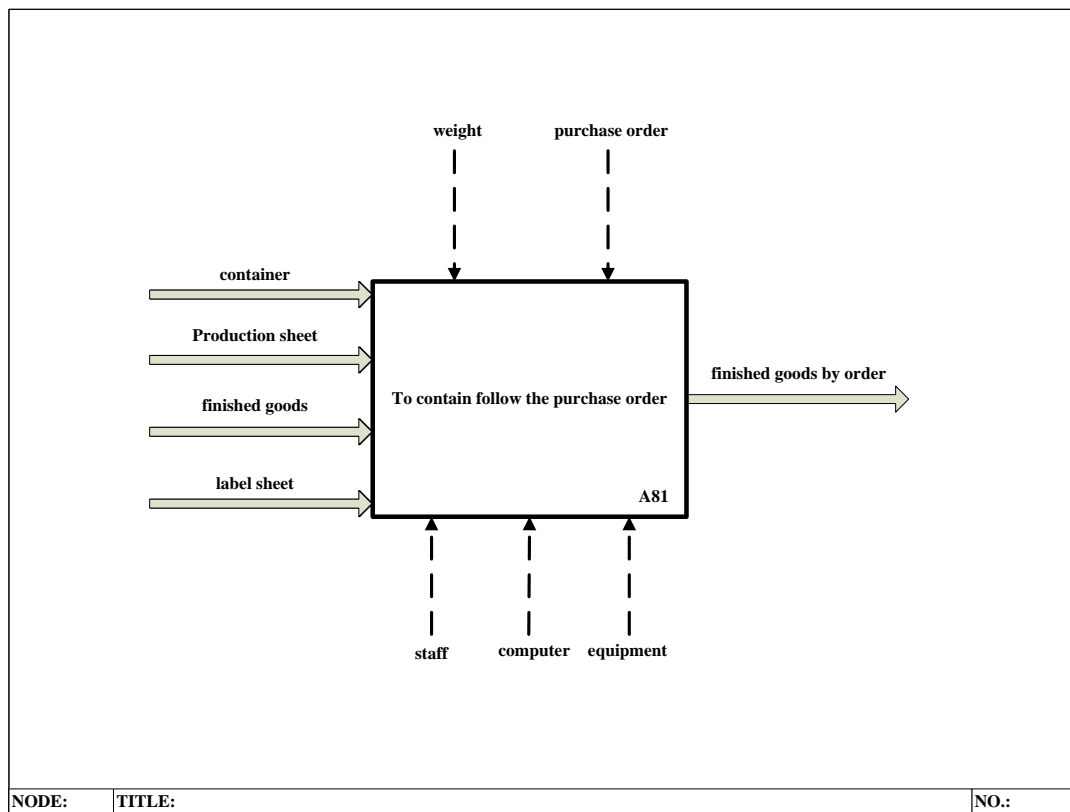 weight
purchase order
container
Production sheet
finished goods
label sheet
To contain follow the purchase order
A81
finished goods by order
staff
computer
equipment
NODE:
TITLE:
NO.: